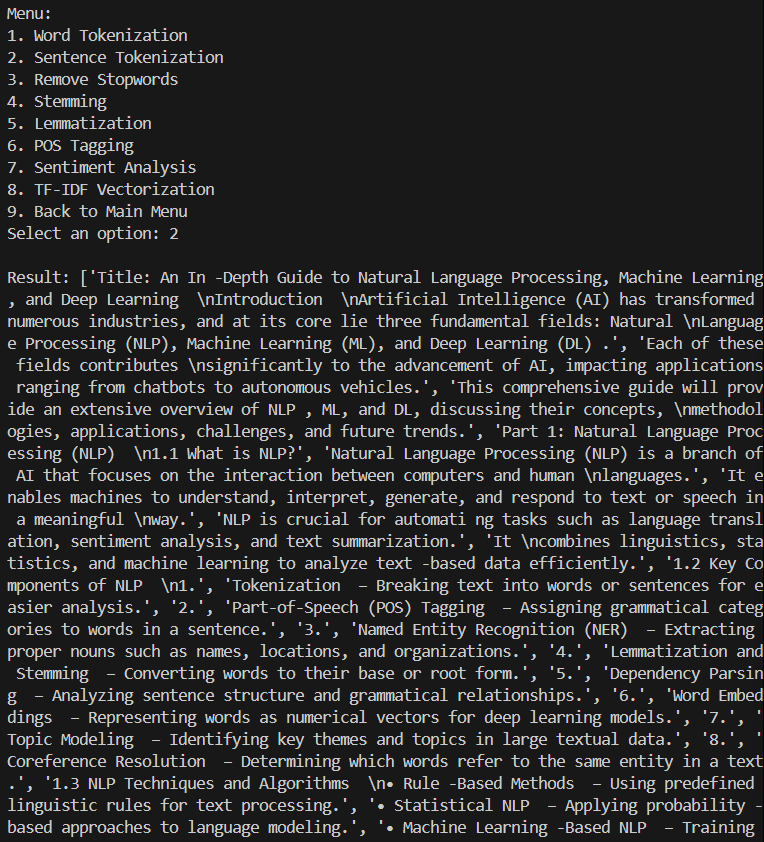 Menu:
1. Word Tokenization
2. Sentence Tokenization
3. Remove Stopwords
4. Stemming
5. Lemmatization
6. POS Tagging
7. Sentiment Analysis
8. TF-IDF Vectorization
9. Back to Main Menu
Select an option: 2

Result: ['Title: An In -Depth Guide to Natural Language Processing, Machine Learning
, and Deep Learning  \nIntroduction  \nArtificial Intelligence (AI) has transformed
numerous industries, and at its core lie three fundamental fields: Natural \nLanguag
e Processing (NLP), Machine Learning (ML), and Deep Learning (DL) .', 'Each of these
 fields contributes \nsignificantly to the advancement of AI, impacting applications
 ranging from chatbots to autonomous vehicles.', 'This comprehensive guide will prov
ide an extensive overview of NLP , ML, and DL, discussing their concepts, \nmethodol
ogies, applications, challenges, and future trends.', 'Part 1: Natural Language Proc
essing (NLP)  \n1.1 What is NLP?', 'Natural Language Processing (NLP) is a branch of
 AI that focuses on the interaction between computers and human \nlanguages.', 'It e
nables machines to understand, interpret, generate, and respond to text or speech in
 a meaningful \nway.', 'NLP is crucial for automati ng tasks such as language transl
ation, sentiment analysis, and text summarization.', 'It \ncombines linguistics, sta
tistics, and machine learning to analyze text -based data efficiently.', '1.2 Key Co
mponents of NLP  \n1.', 'Tokenization  – Breaking text into words or sentences for e
asier analysis.', '2.', 'Part-of-Speech (POS) Tagging  – Assigning grammatical categ
ories to words in a sentence.', '3.', 'Named Entity Recognition (NER)  – Extracting
proper nouns such as names, locations, and organizations.', '4.', 'Lemmatization and
 Stemming  – Converting words to their base or root form.', '5.', 'Dependency Parsin
g  – Analyzing sentence structure and grammatical relationships.', '6.', 'Word Embed
dings  – Representing words as numerical vectors for deep learning models.', '7.', '
Topic Modeling  – Identifying key themes and topics in large textual data.', '8.', '
Coreference Resolution  – Determining which words refer to the same entity in a text
.', '1.3 NLP Techniques and Algorithms  \n• Rule -Based Methods  – Using predefined
linguistic rules for text processing.', '• Statistical NLP  – Applying probability -
based approaches to language modeling.', '• Machine Learning -Based NLP  – Training